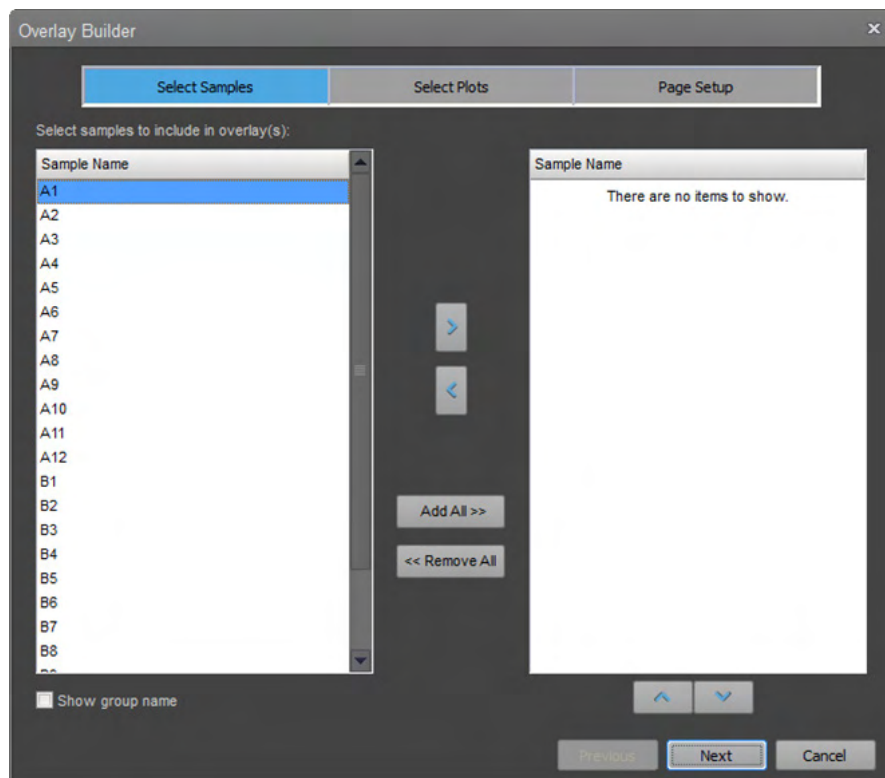 Overlay Builder
Select Samples Select Plots Page Setup
Select samples to include in overlay(s):
Sample Name
A1
A2
A3
A4
A5
A6
A7
A8
A9
A10
A11
A12
B1
B2
B3
B4
B5
B6
B7
B8
Sample Name
There are no items to show.
>
<
Add All >>
<< Remove All
Show group name
Previous Next Cancel